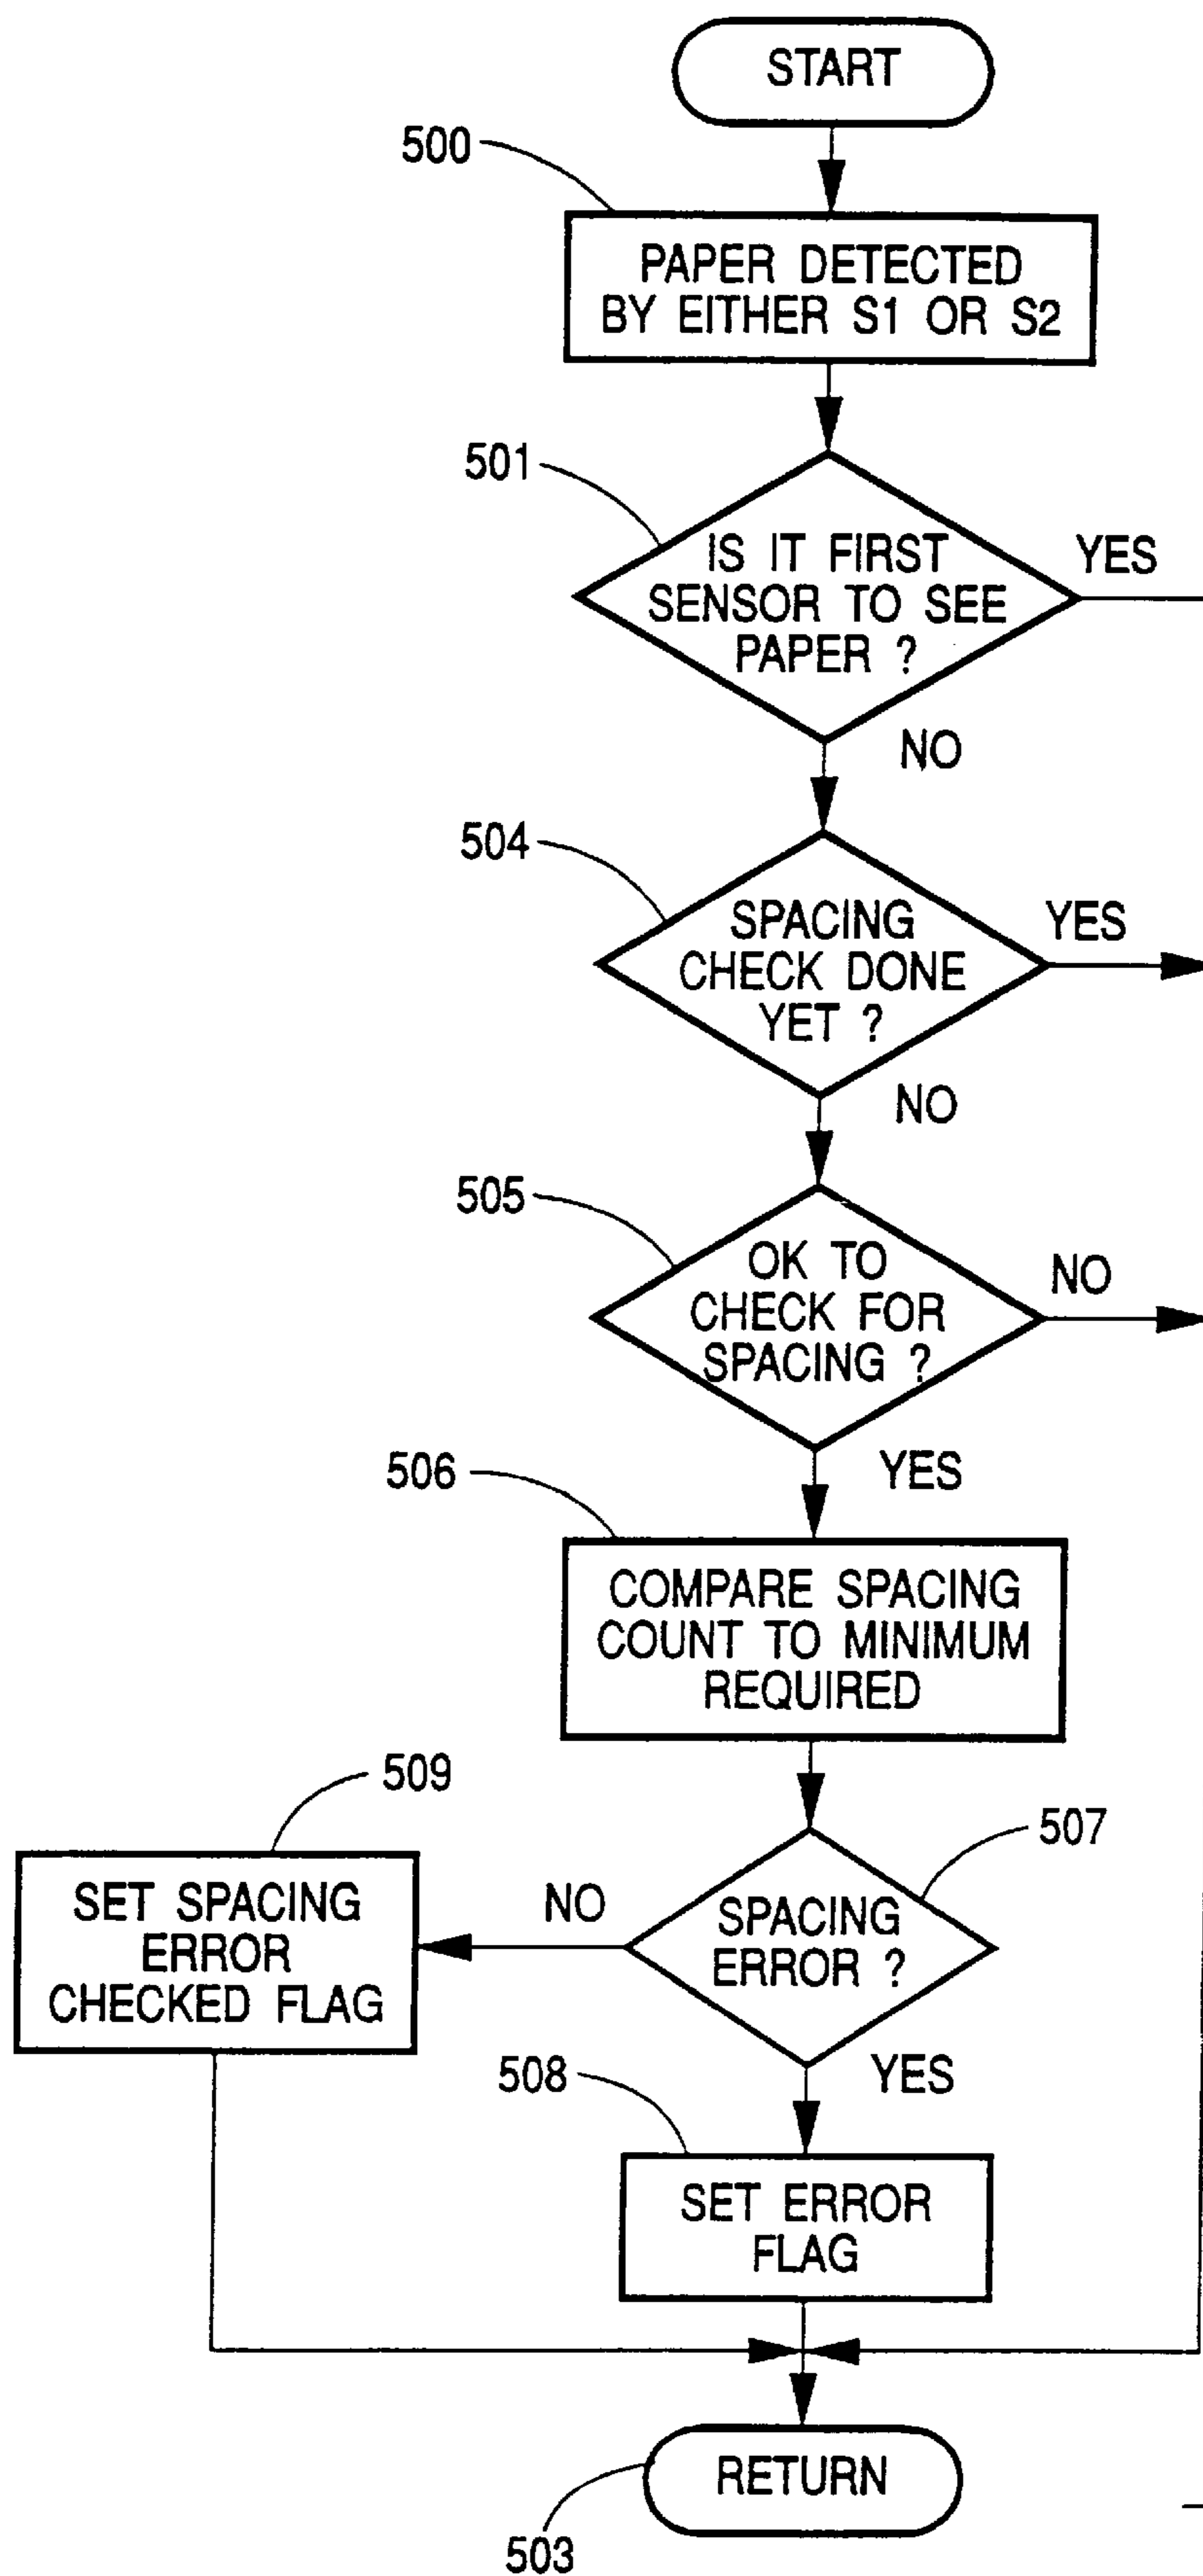 START
500
PAPER DETECTED
BY EITHER S1 OR S2
501
IS IT FIRST
SENSOR TO SEE
PAPER ?
YES
NO
504
SPACING
CHECK DONE
YET ?
YES
NO
505
OK TO
CHECK FOR
SPACING ?
NO
YES
506
COMPARE SPACING
COUNT TO MINIMUM
REQUIRED
509
507
SET SPACING
ERROR
CHECKED FLAG
NO
SPACING
ERROR ?
YES
508
SET ERROR
FLAG
RETURN
503